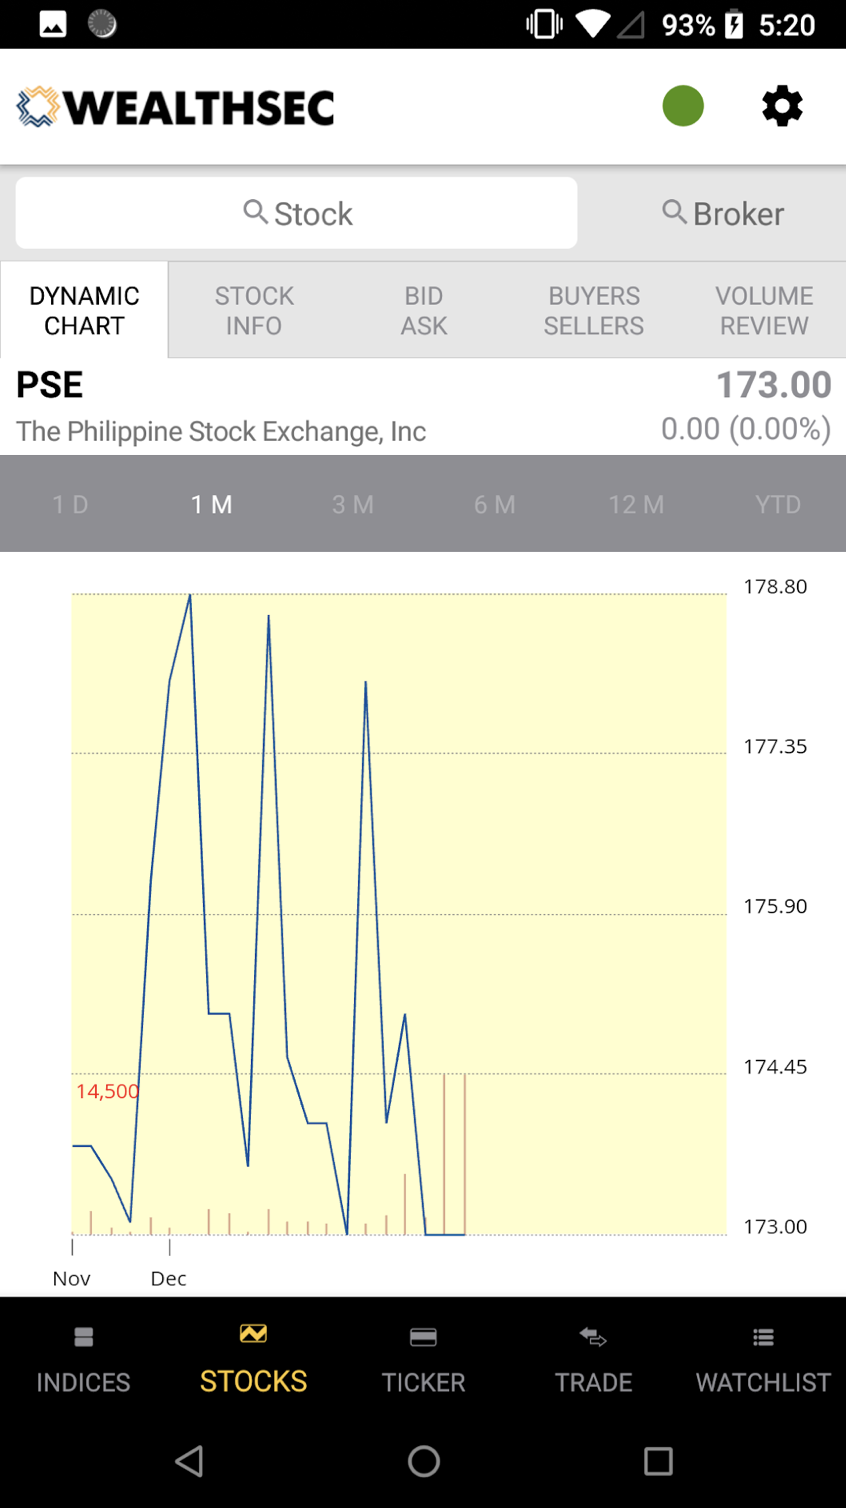 93% 5:20
WEALTHSEC
Stock Broker
DYNAMIC CHART
STOCK INFO
BID ASK
BUYERS SELLERS
VOLUME REVIEW
PSE 173.00
The Philippine Stock Exchange, Inc 0.00 (0.00%)
1 D 1 M 3 M 6 M 12 M YTD
178.80
177.35
175.90
174.45
14,500
173.00
Nov Dec
INDICES STOCKS TICKER TRADE WATCHLIST